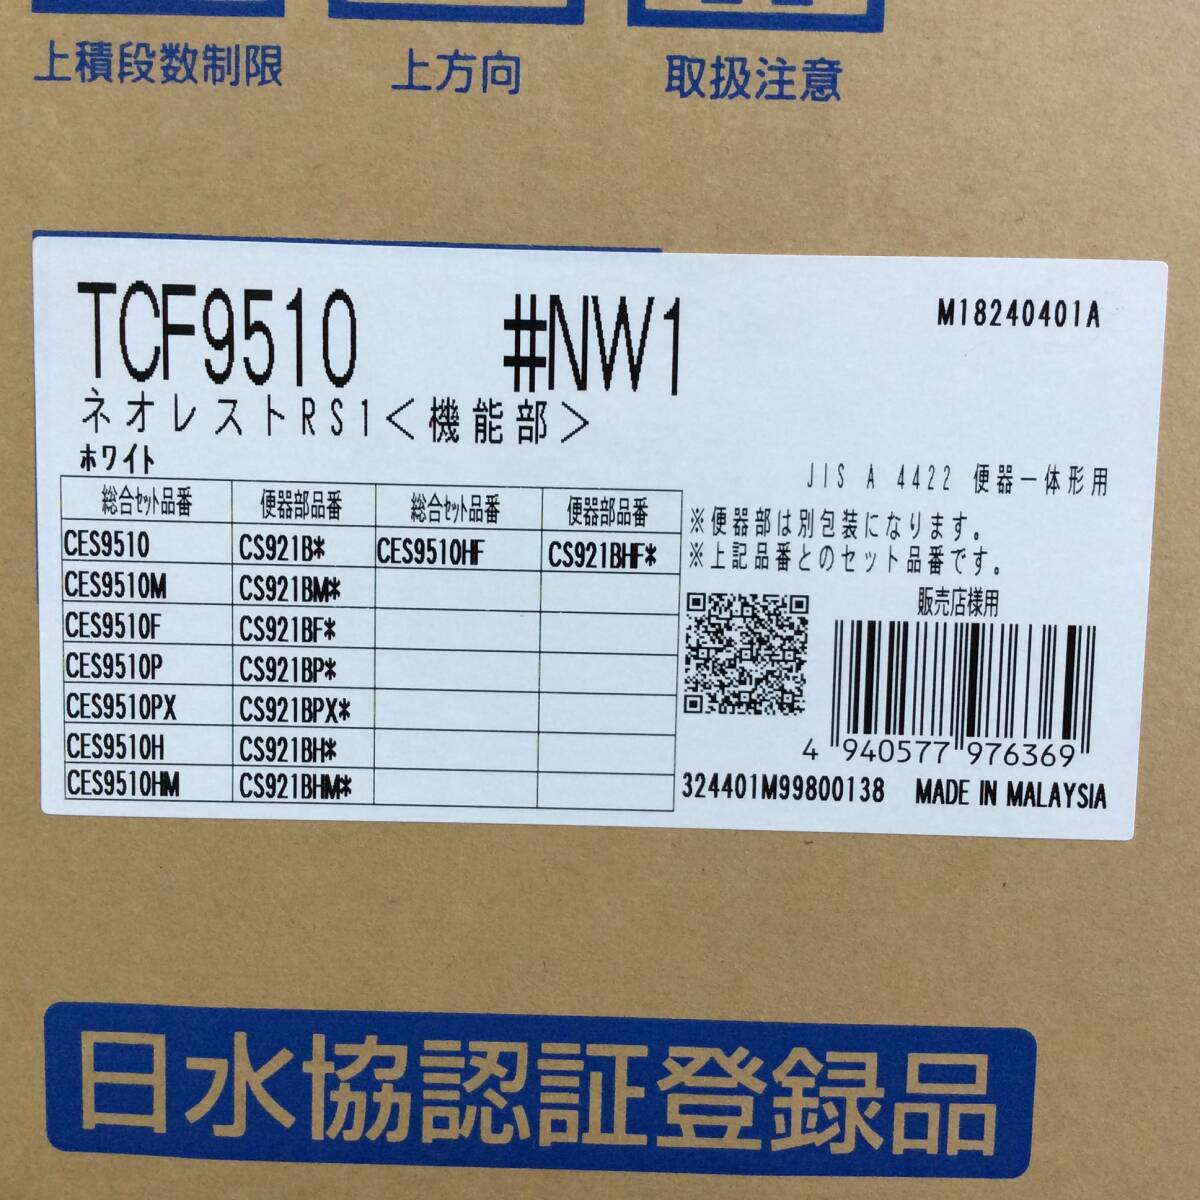 上積段数制限 上方向 取扱注意
TCF9510 #NW1 M18240401A
ネオレストRS1<機能部>
ホワイト
JIS A 4422 便器一体形用
総合セット品番 便器部品番 総合セット品番 便器部品番
CES9510 CS921B* CES9510HF CS921BHF*
CES9510M CS921BM*
CES9510F CS921BF*
CES9510P CS921BP*
CES9510PX CS921BPX*
CES9510H CS921BH*
CES9510HM CS921BHM*
※便器部は別包装になります。
※上記品番とのセット品番です。
販売店様用
4 940577 976369
324401M99800138 MADE IN MALAYSIA
日水協認証登録品